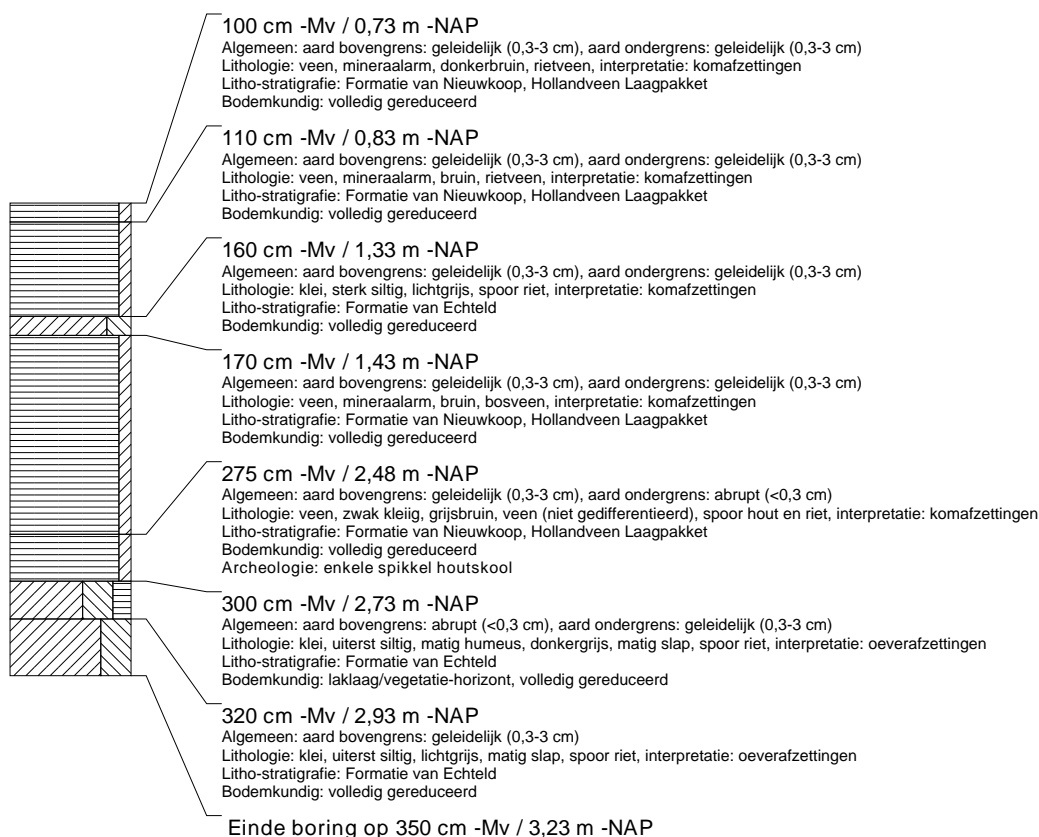 100 cm -Mv / 0,73 m -NAP
Algemeen: aard bovengrens: geleidelijk (0,3-3 cm), aard ondergrens: geleidelijk (0,3-3 cm)
Lithologie: veen, mineraalarm, donkerbruin, rietveen, interpretatie: komafzettingen
Litho-stratigrafie: Formatie van Nieuwkoop, Hollandveen Laagpakket
Bodemkundig: volledig gereduceerd
110 cm -Mv / 0,83 m -NAP
Algemeen: aard bovengrens: geleidelijk (0,3-3 cm), aard ondergrens: geleidelijk (0,3-3 cm)
Lithologie: veen, mineraalarm, bruin, rietveen, interpretatie: komafzettingen
Litho-stratigrafie: Formatie van Nieuwkoop, Hollandveen Laagpakket
Bodemkundig: volledig gereduceerd
160 cm -Mv / 1,33 m -NAP
Algemeen: aard bovengrens: geleidelijk (0,3-3 cm), aard ondergrens: geleidelijk (0,3-3 cm)
Lithologie: klei, sterk siltig, lichtgrijs, spoor riet, interpretatie: komafzettingen
Litho-stratigrafie: Formatie van Echteld
Bodemkundig: volledig gereduceerd
170 cm -Mv / 1,43 m -NAP
Algemeen: aard bovengrens: geleidelijk (0,3-3 cm), aard ondergrens: geleidelijk (0,3-3 cm)
Lithologie: veen, mineraalarm, bruin, bosveen, interpretatie: komafzettingen
Litho-stratigrafie: Formatie van Nieuwkoop, Hollandveen Laagpakket
Bodemkundig: volledig gereduceerd
275 cm -Mv / 2,48 m -NAP
Algemeen: aard bovengrens: geleidelijk (0,3-3 cm), aard ondergrens: abrupt (<0,3 cm)
Lithologie: veen, zwak kleiig, grijsbruin, veen (niet gedifferentieerd), spoor hout en riet, interpretatie: komafzettingen
Litho-stratigrafie: Formatie van Nieuwkoop, Hollandveen Laagpakket
Bodemkundig: volledig gereduceerd
Archeologie: enkele spikkel houtskool
300 cm -Mv / 2,73 m -NAP
Algemeen: aard bovengrens: abrupt (<0,3 cm), aard ondergrens: geleidelijk (0,3-3 cm)
Lithologie: klei, uiterst siltig, matig humeus, donkergrijs, matig slap, spoor riet, interpretatie: oeverafzettingen
Litho-stratigrafie: Formatie van Echteld
Bodemkundig: laklaag/vegetatie-horizont, volledig gereduceerd
320 cm -Mv / 2,93 m -NAP
Algemeen: aard bovengrens: geleidelijk (0,3-3 cm)
Lithologie: klei, uiterst siltig, lichtgrijs, matig slap, spoor riet, interpretatie: oeverafzettingen
Litho-stratigrafie: Formatie van Echteld
Bodemkundig: volledig gereduceerd
Einde boring op 350 cm -Mv / 3,23 m -NAP